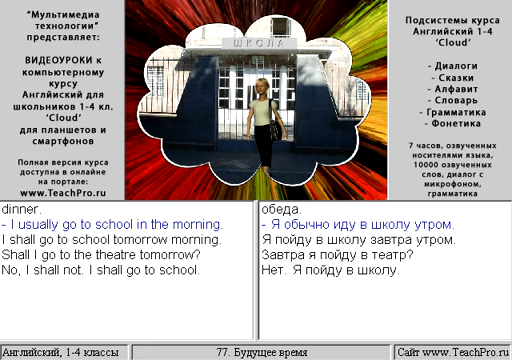 "Мультимедиа
технологии"
представляет:
ВИДЕОУРОКИ к
компьютерному
курсу
Английский для
школьников 1-4 кл.
'Cloud'
для планшетов и
смартфонов
Полная версия курса
доступна в онлайне
на портале:
www.TeachPro.ru
ШКОЛА
Подсистемы курса
Английский 1-4
'Cloud'
- Диалоги
- Сказки
- Алфавит
- Словарь
- Грамматика
- Фонетика
7 часов, озвученных
носителями языка,
10000 озвученных
слов, диалог с
микрофоном,
грамматика
dinner.
- I usually go to school in the morning.
I shall go to school tomorrow morning.
Shall I go to the theatre tomorrow?
No, I shall not. I shall go to school.
обеда.
- Я обычно иду в школу утром.
Я пойду в школу завтра утром.
Завтра я пойду в театр?
Нет. Я пойду в школу.
Английский, 1-4 классы
77. Будущее время
Сайт www.TeachPro.ru